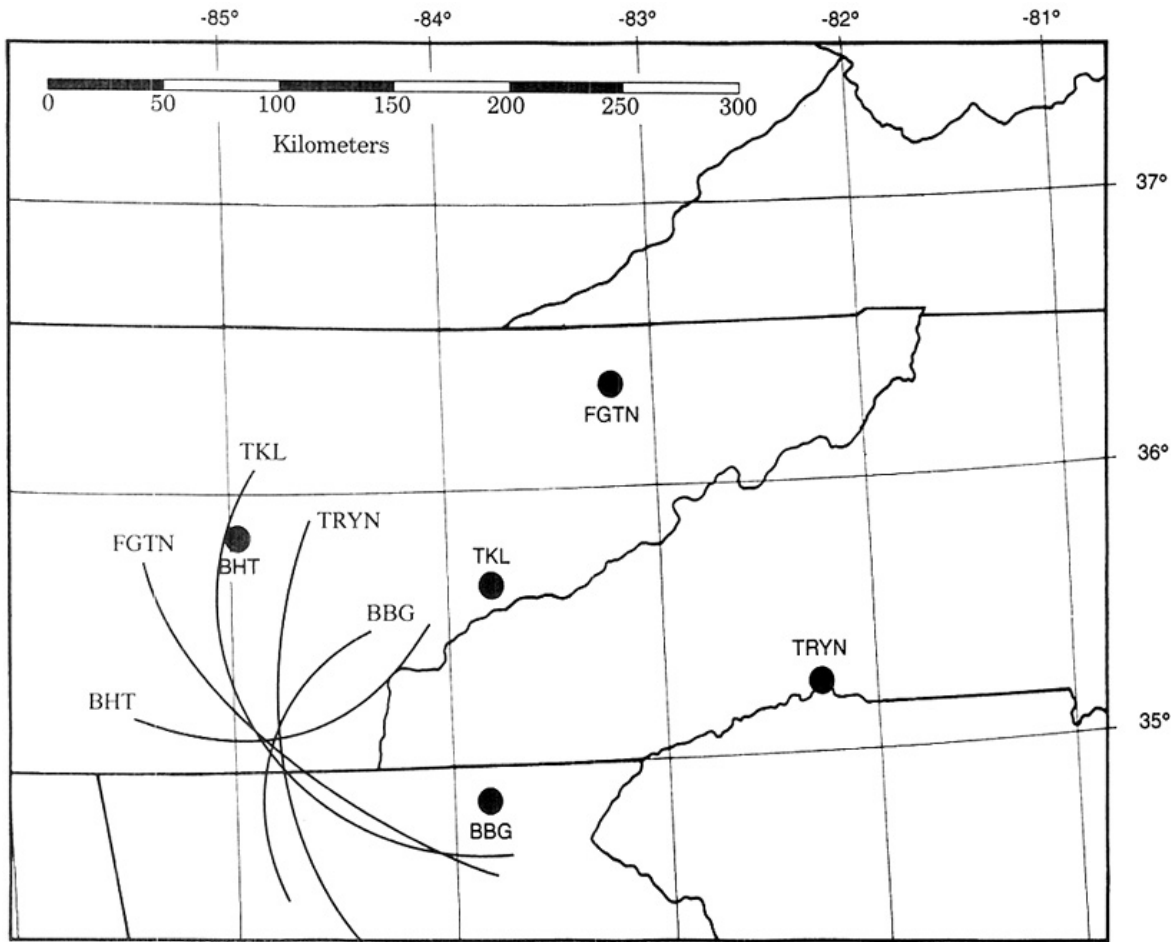 -85° -84° -83° -82° -81°
0 50 100 150 200 250 300
Kilometers
37°
FGTN
36°
TKL
FGTN
TRYN
BHT
TKL
BBG
TRYN
BHT
35°
BBG